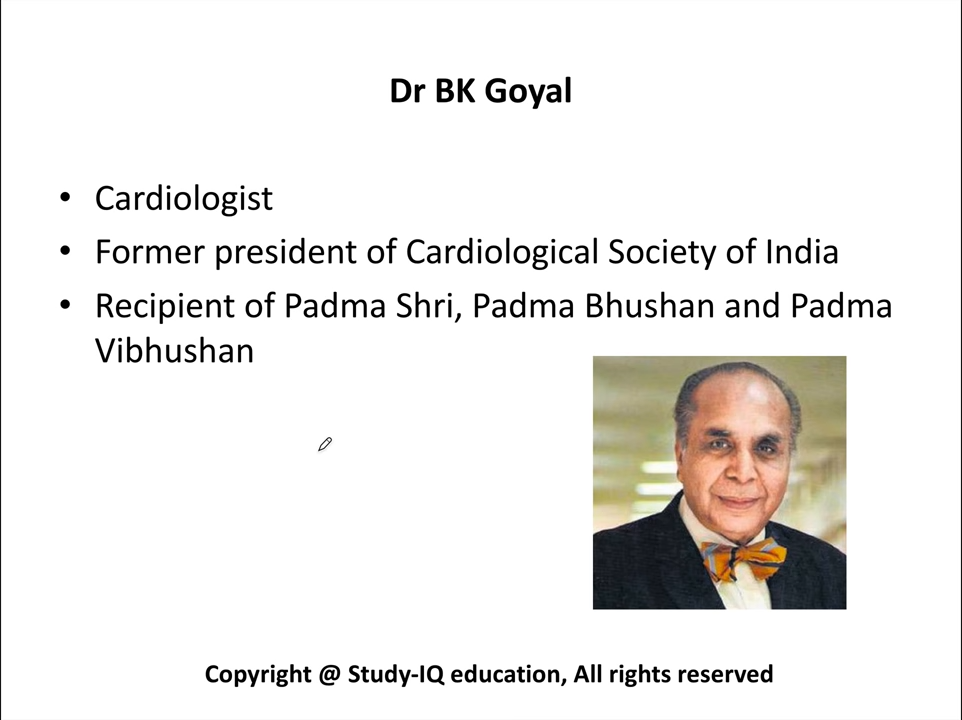 Dr BK Goyal
• Cardiologist
• Former president of Cardiological Society of India
• Recipient of Padma Shri, Padma Bhushan and Padma
Vibhushan
Copyright @ Study-IQ education, All rights reserved